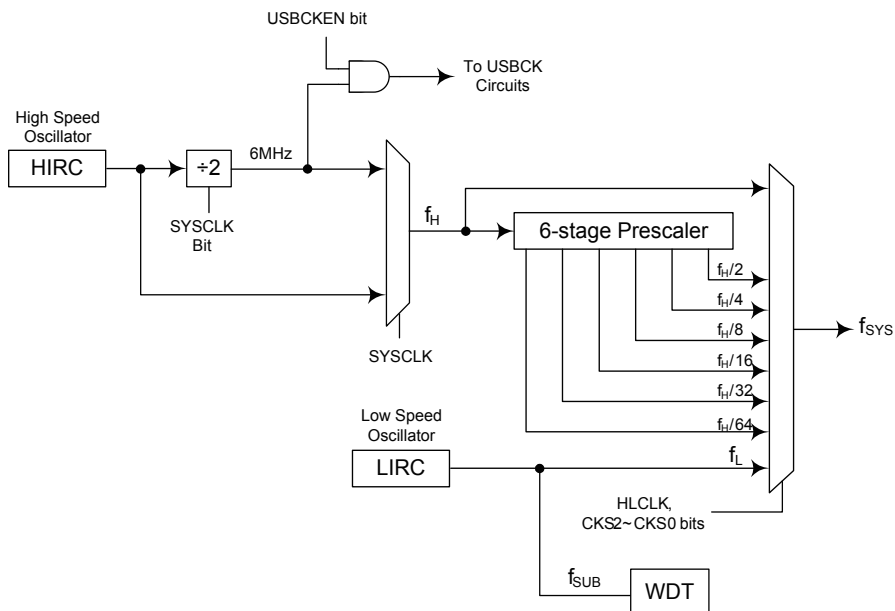 USBCKEN bit
To USBCK
Circuits
High Speed
Oscillator
HIRC
÷2
6MHz
SYSCLK
Bit
fH
6-stage Prescaler
fH/2
fH/4
fH/8
fH/16
fH/32
fH/64
fSYS
SYSCLK
Low Speed
Oscillator
LIRC
fL
HLCLK,
CKS2~CKS0 bits
fSUB
WDT